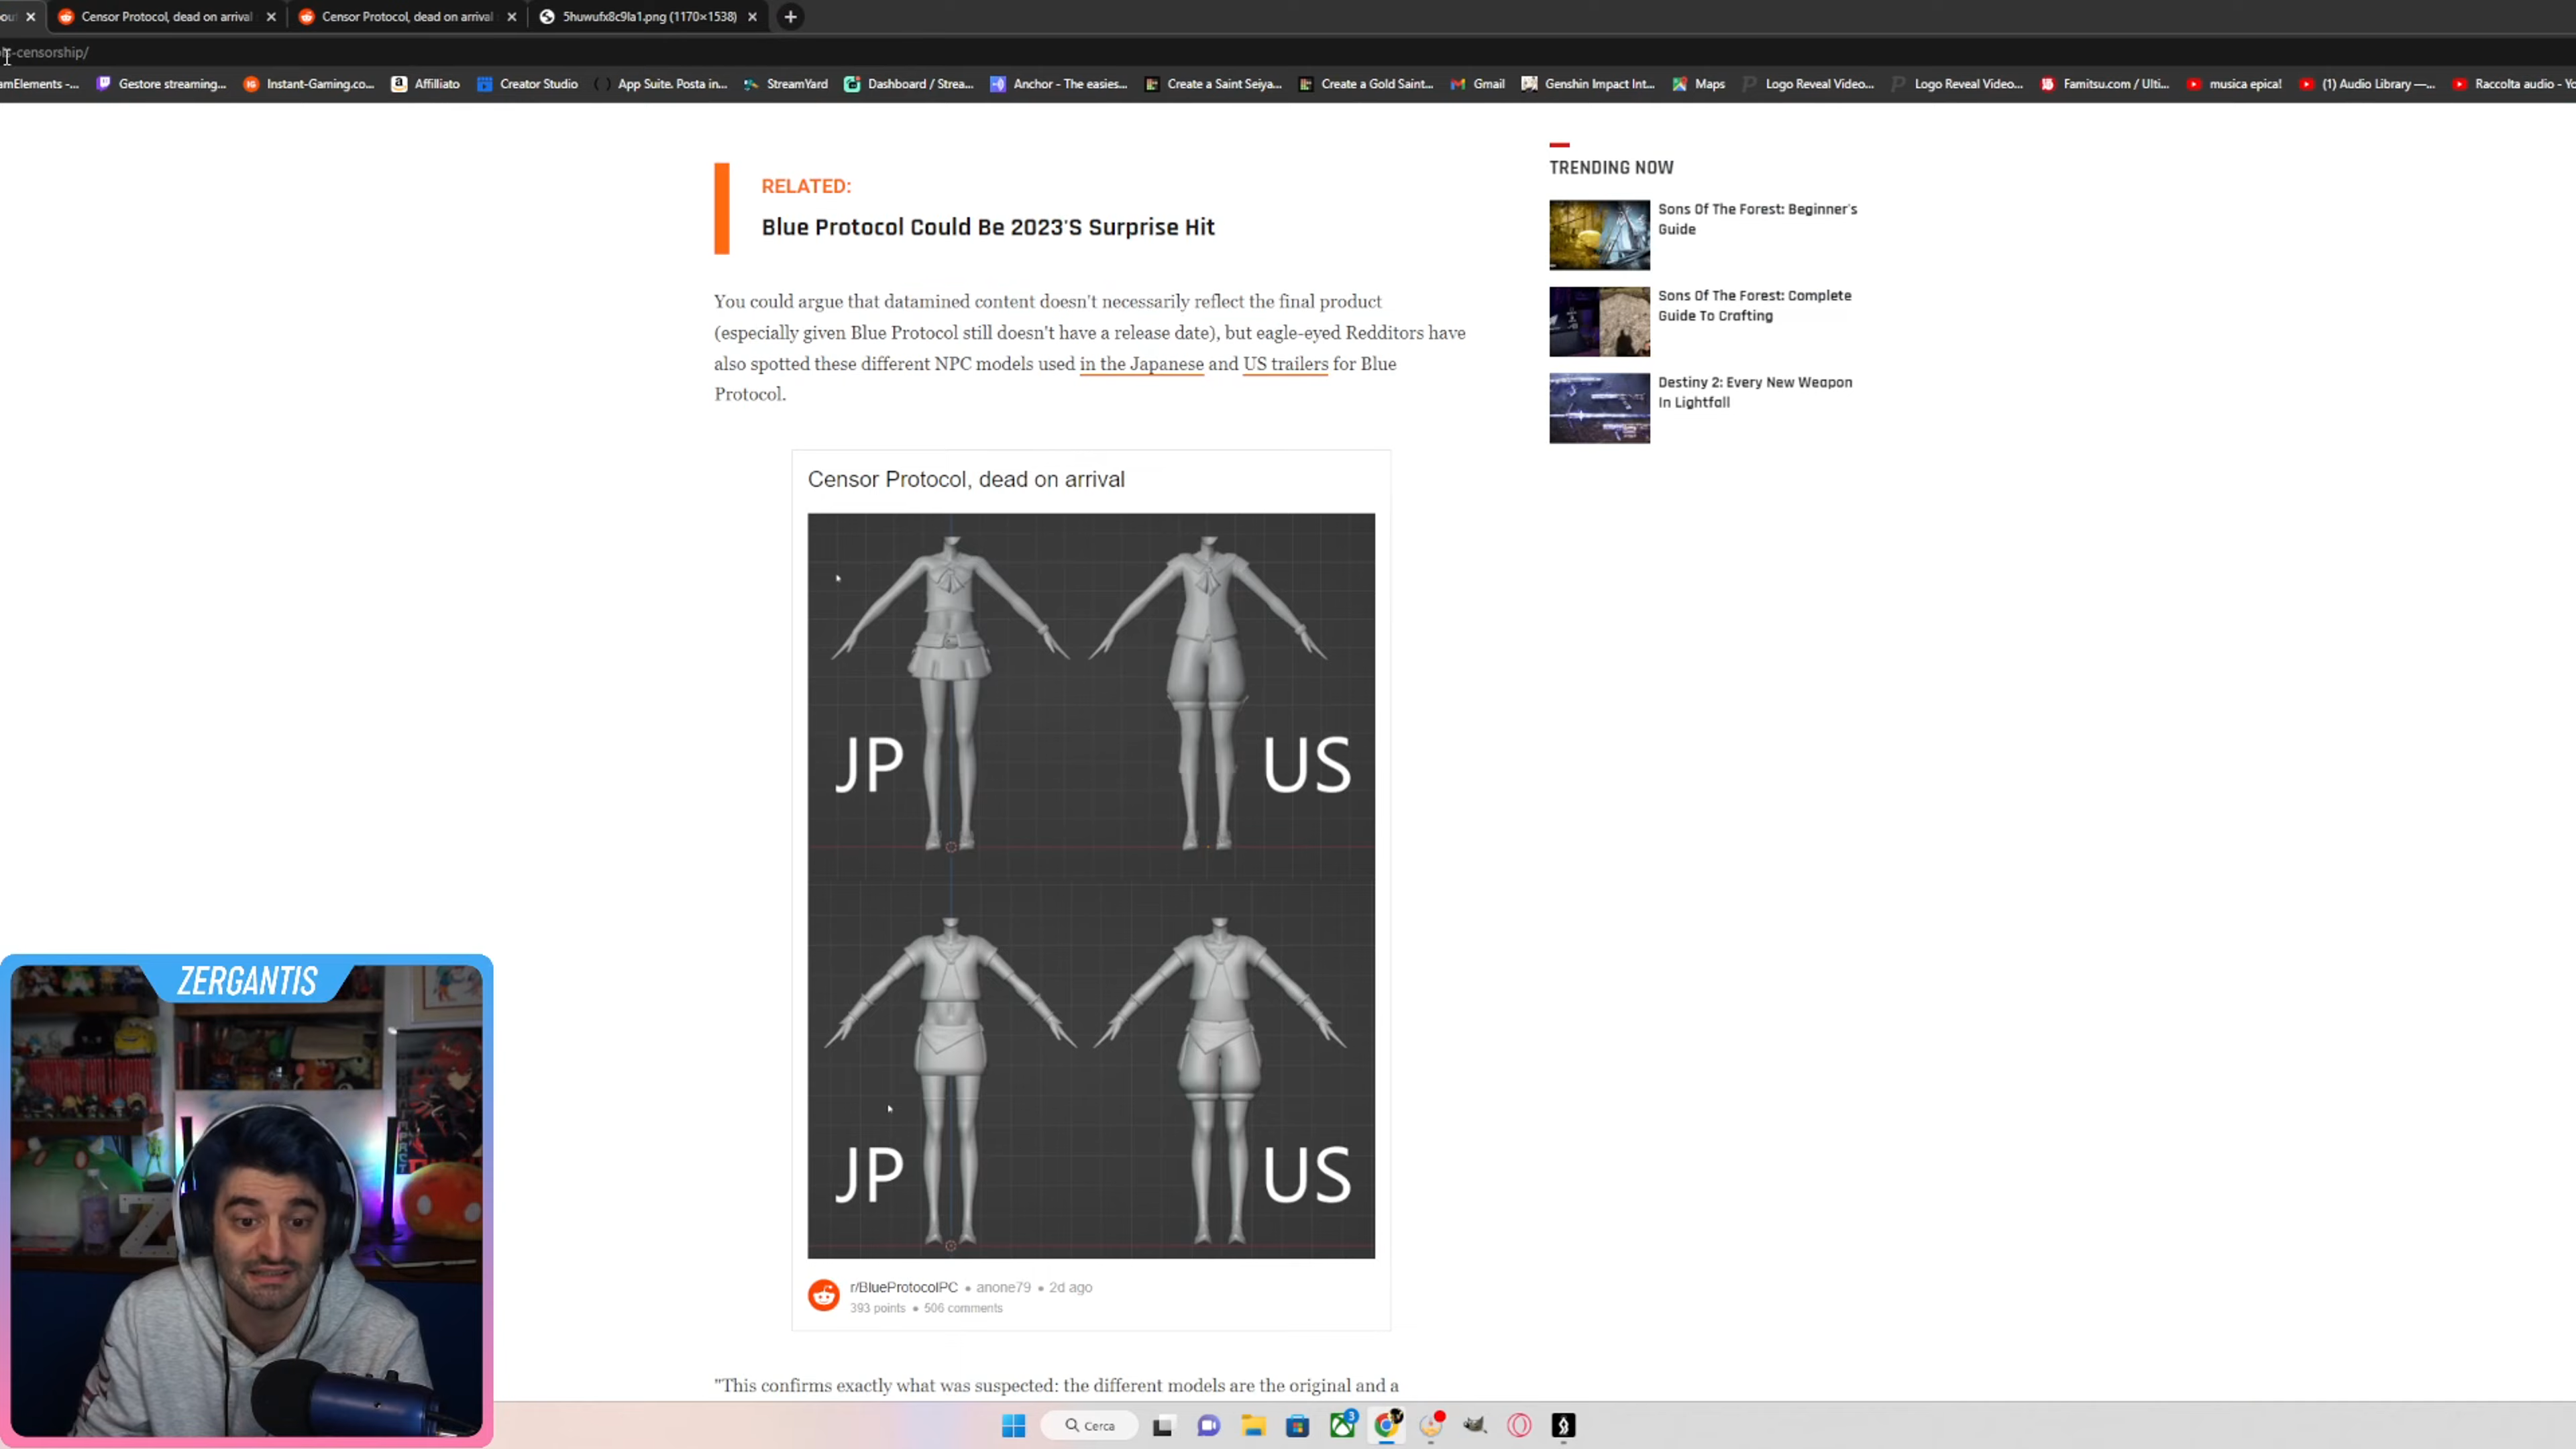 Censor Protocol, dead on arrival
Censor Protocol, dead on arrival
5huwufx8c9la1.png (1170×1538)
-censorship/
amElements -...
Gestore streaming...
Instant-Gaming.co...
Affiliato
Creator Studio
App Suite. Posta in...
StreamYard
Dashboard / Strea...
Anchor - The easies...
Create a Saint Seiya...
Create a Gold Saint...
Gmail
Genshin Impact Int...
Maps
Logo Reveal Video...
Logo Reveal Video...
Famitsu.com / Ulti...
musica epica!
(1) Audio Library —...
Raccolta audio - Yo
RELATED:
Blue Protocol Could Be 2023'S Surprise Hit
You could argue that datamined content doesn't necessarily reflect the final product
(especially given Blue Protocol still doesn't have a release date), but eagle-eyed Redditors have
also spotted these different NPC models used in the Japanese and US trailers for Blue
Protocol.
TRENDING NOW
Sons Of The Forest: Beginner's
Guide
Sons Of The Forest: Complete
Guide To Crafting
Destiny 2: Every New Weapon
In Lightfall
Censor Protocol, dead on arrival
JP
US
JP
US
r/BlueProtocolPC • anone79 • 2d ago
393 points • 506 comments
"This confirms exactly what was suspected: the different models are the original and a
ZERGANTIS
Z
Cerca
3